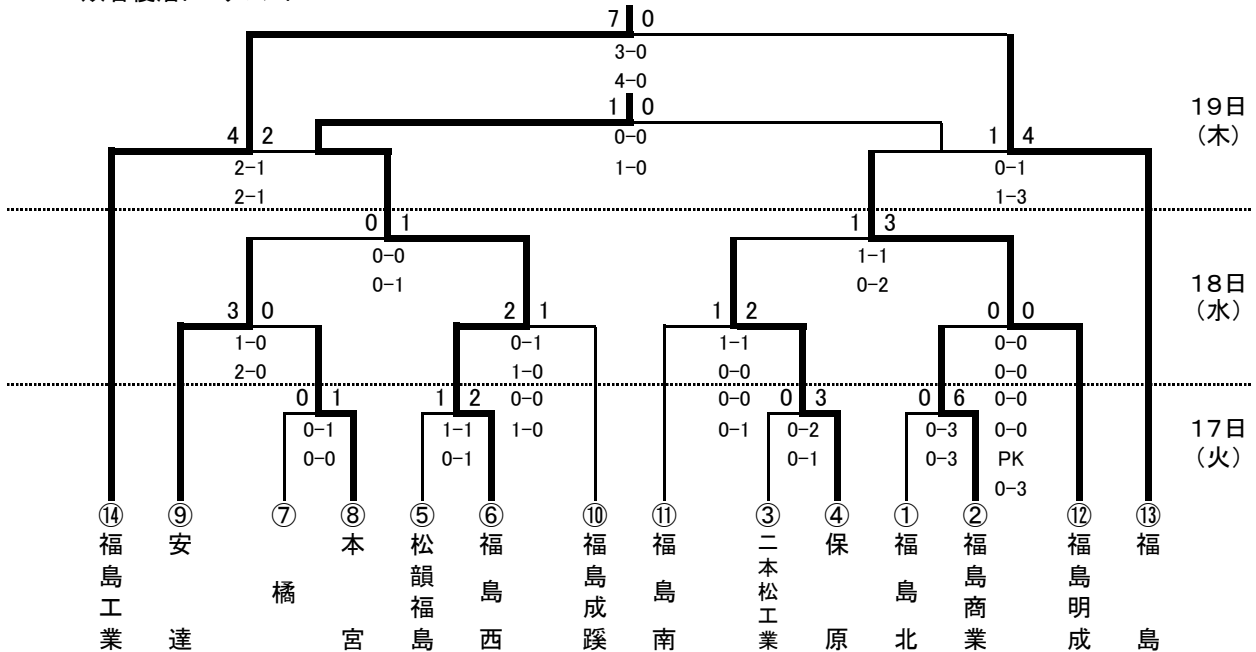 7 0
3-0
4-0
1 0
0-0
1-0
19日
(木)
4 2
2-1
2-1
1 4
0-1
1-3
0 1
0-0
0-1
1 3
1-1
0-2
18日
(水)
3 0
1-0
2-0
2 1
0-1
1-0
0-0
1-0
1 2
1-1
0-0
0-0
0-1
0 0
0-0
0-0
0-0
0-0
PK
0-3
17日
(火)
0 1
0-1
0-0
1 2
1-1
0-1
0 3
0-2
0-1
0 6
0-3
0-3
⑭ 福島工業
⑨ 安達
⑦ 橘
⑧ 本宮
⑤ 松韻福島
⑥ 福島西
⑩ 福島成蹊
⑪ 福島南
③ 二本松工業
④ 保原
① 福島北
② 福島商業
⑫ 福島明成
⑬ 福島